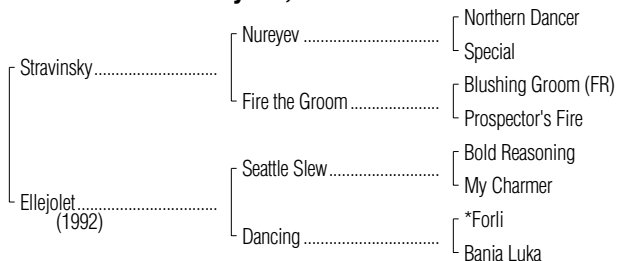 Northern Dancer
Nureyev ..............................
Special
Stravinsky...........................
Blushing Groom (FR)
Fire the Groom....................
Prospector's Fire
Bold Reasoning
Seattle Slew........................
My Charmer
Ellejolet...............................
(1992)
*Forli
Dancing ..............................
Banja Luka